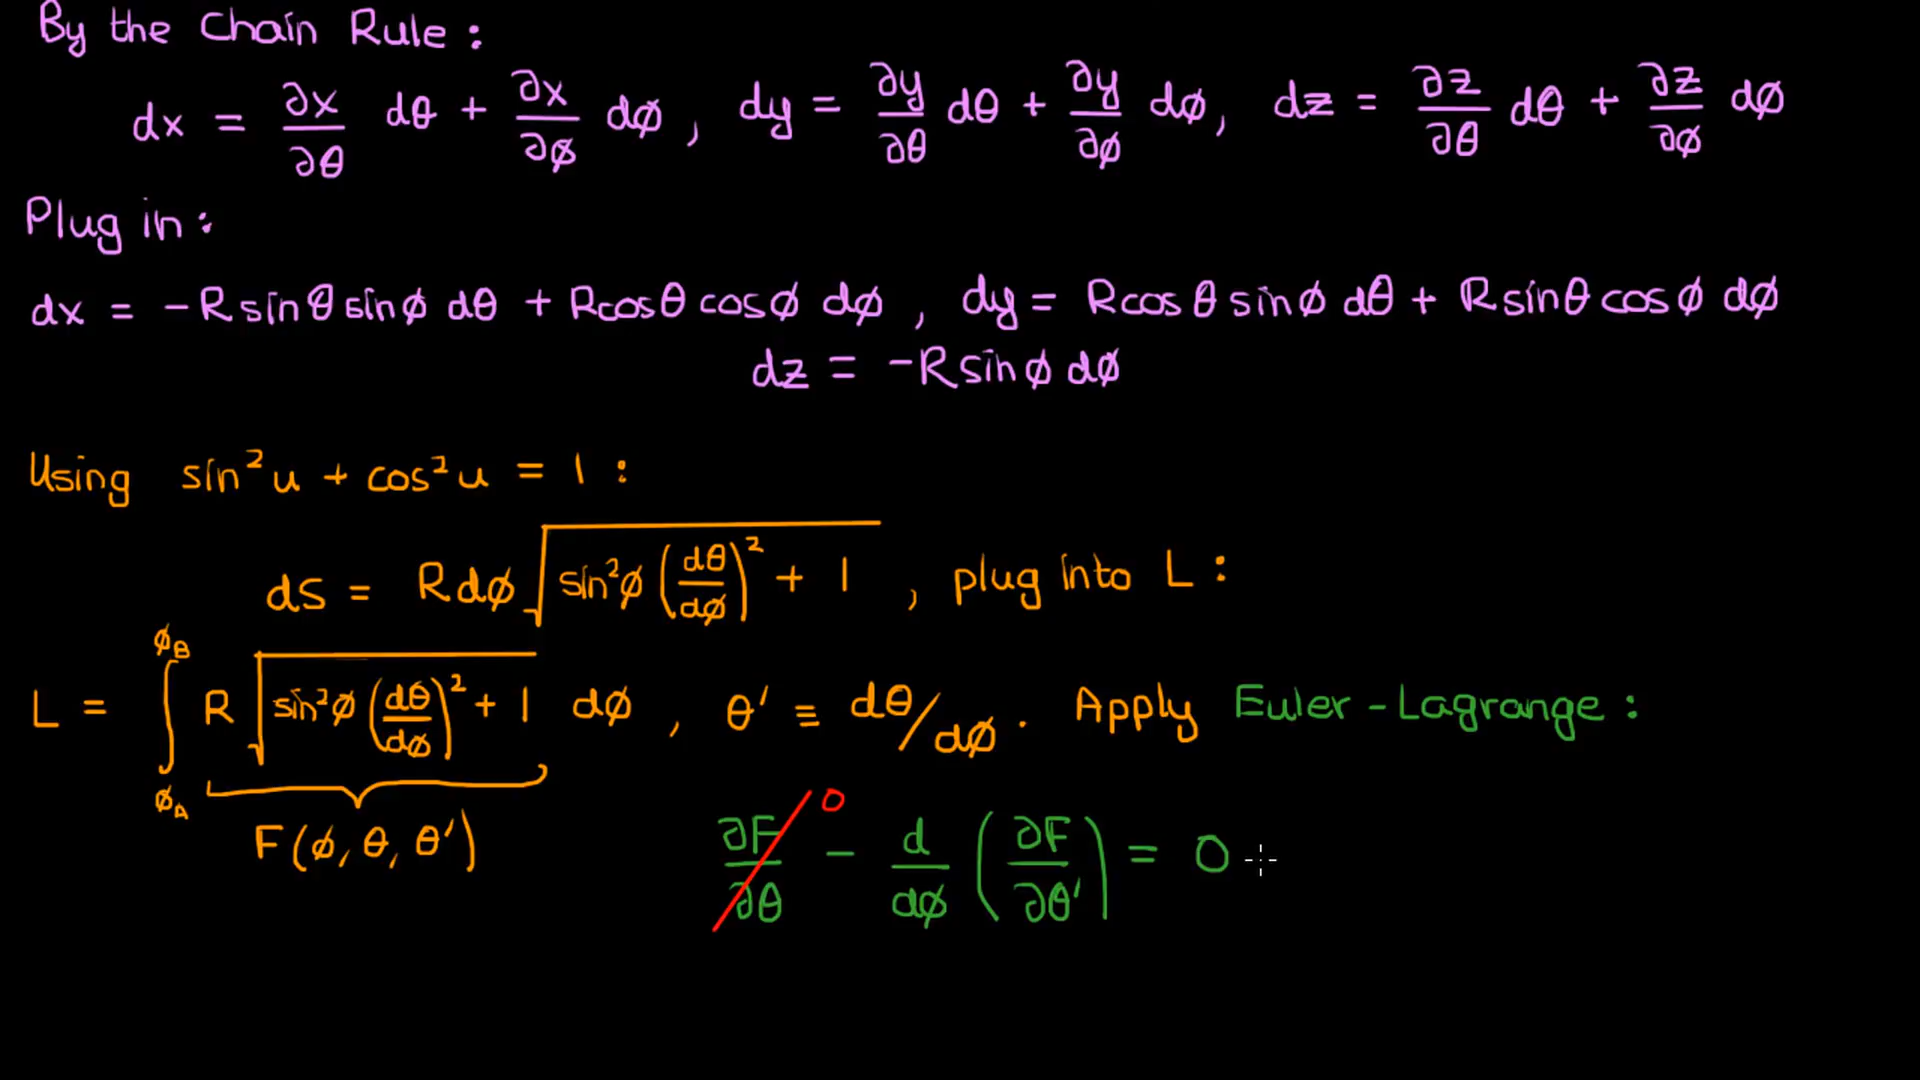 By the Chain Rule:
dx = ∂x/∂θ dθ + ∂x/∂ϕ dϕ, dy = ∂y/∂θ dθ + ∂y/∂ϕ dϕ, dz = ∂z/∂θ dθ + ∂z/∂ϕ dϕ
Plug in:
dx = -R sinθ sinϕ dθ + R cosθ cosϕ dϕ, dy = R cosθ sinϕ dθ + R sinθ cosϕ dϕ
dz = -R sinϕ dϕ
Using sin²u + cos²u = 1:
dS = R dϕ √(sin²ϕ (dθ/dϕ)² + 1), plug into L:
L = ∫_{ϕ_A}^{ϕ_B} R √(sin²ϕ (dθ/dϕ)² + 1) dϕ, θ' ≡ dθ/dϕ. Apply Euler-Lagrange:
F(ϕ, θ, θ')
∂F/∂θ 0 - d/dϕ (∂F/∂θ') = 0